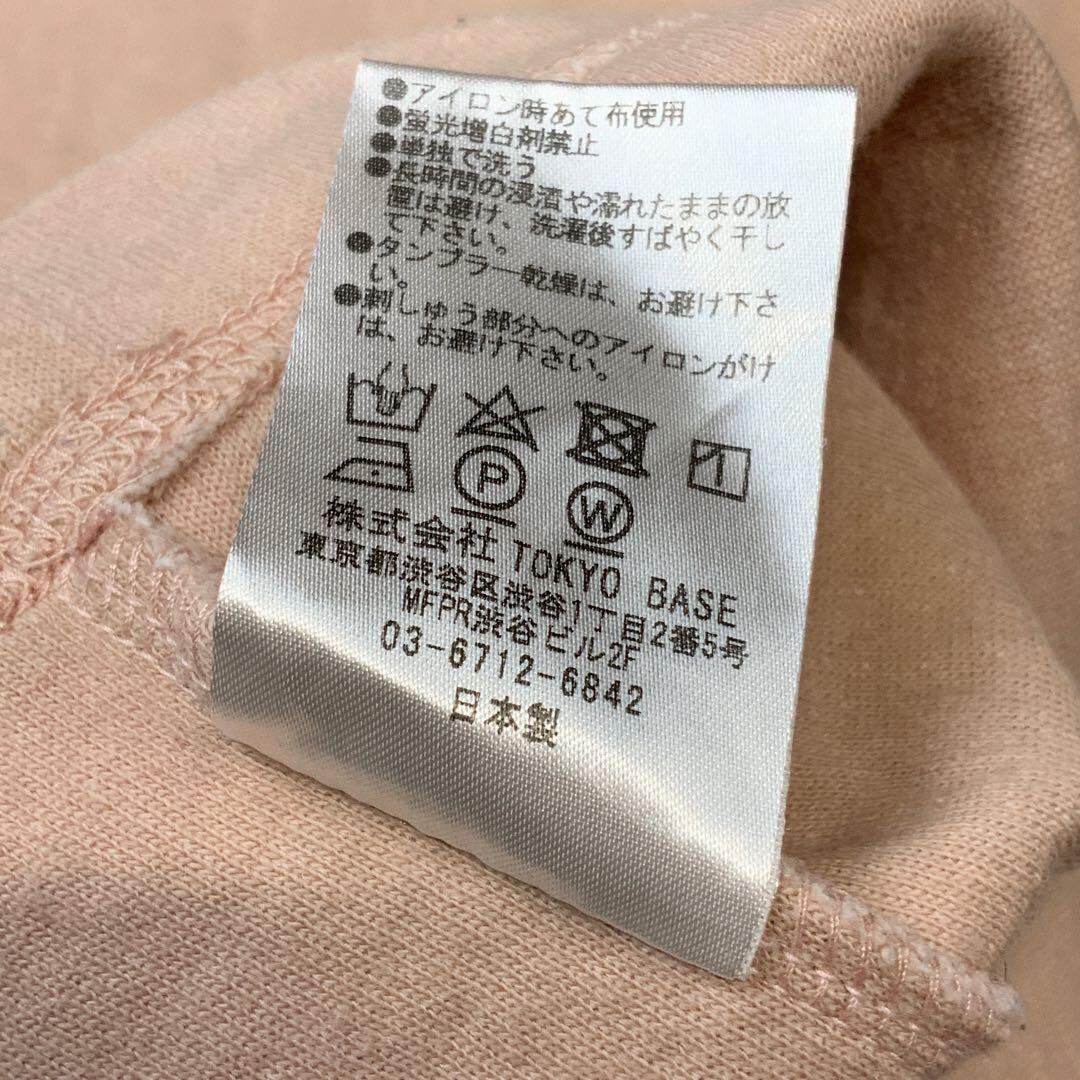 ●アイロン時あて布使用
●蛍光増白剤禁止
●単独で洗う
●長時間の浸漬や濡れたままの放
置は避け、洗濯後すばやく干し
て下さい。
●タンブラー乾燥は、お避け下さ
い。
●刺しゅう部分へのアイロンがけ
は、お避け下さい。
P
W
株式会社 TOKYO BASE
東京都渋谷区渋谷1丁目2番5号
MFPR渋谷ビル2F
03-6712-6842
日本製